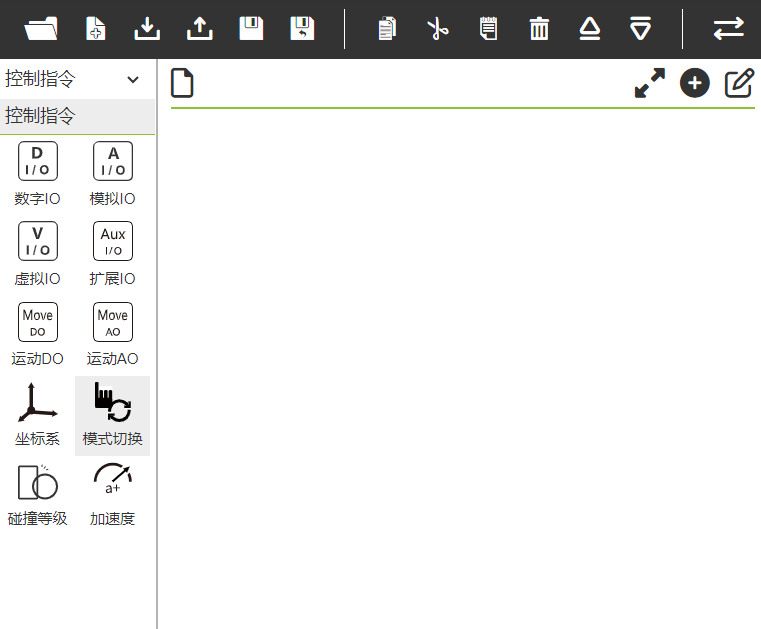 控制指令
控制指令
D
I/O
A
I/O
数字IO
模拟IO
V
I/O
Aux
I/O
虚拟IO
扩展IO
Move
DO
Move
AO
运动DO
运动AO
坐标系
模式切换
a+
碰撞等级
加速度